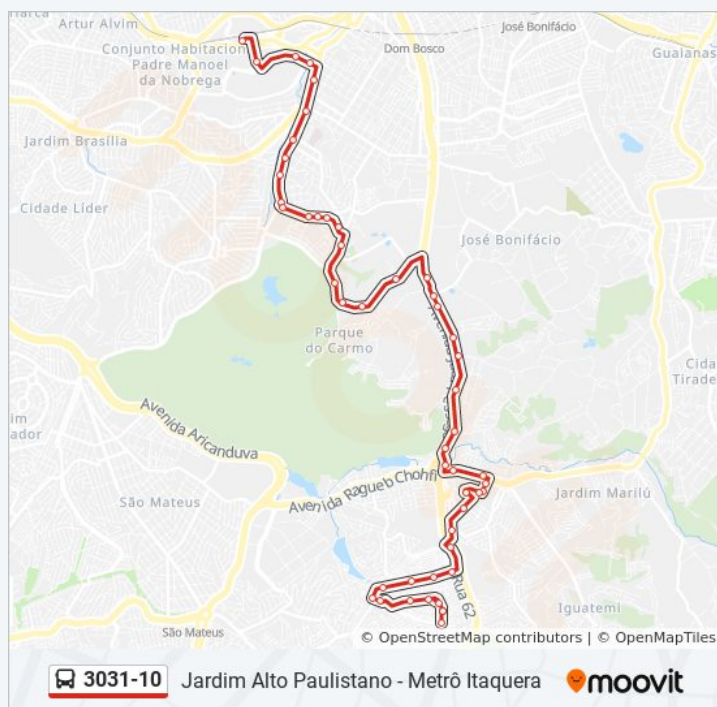 Artur Alvim
José Bonifácio
Dom Bosco
Guaianas
Conjunto Habitacion
Padre Manoel
da Nobrega
Jardim Brasília
Cidade Líder
José Bonifácio
Parque
do Carmo
Cida
Tirade
Avenida Aricanduva
Avenida Ragueb Chohfi
São Mateus
Jardim Marilú
Rua 62
Iguatemi
São Mateus
© OpenStreetMap contributors | © OpenMapTiles
3031-10 Jardim Alto Paulistano - Metrô Itaquera moovit